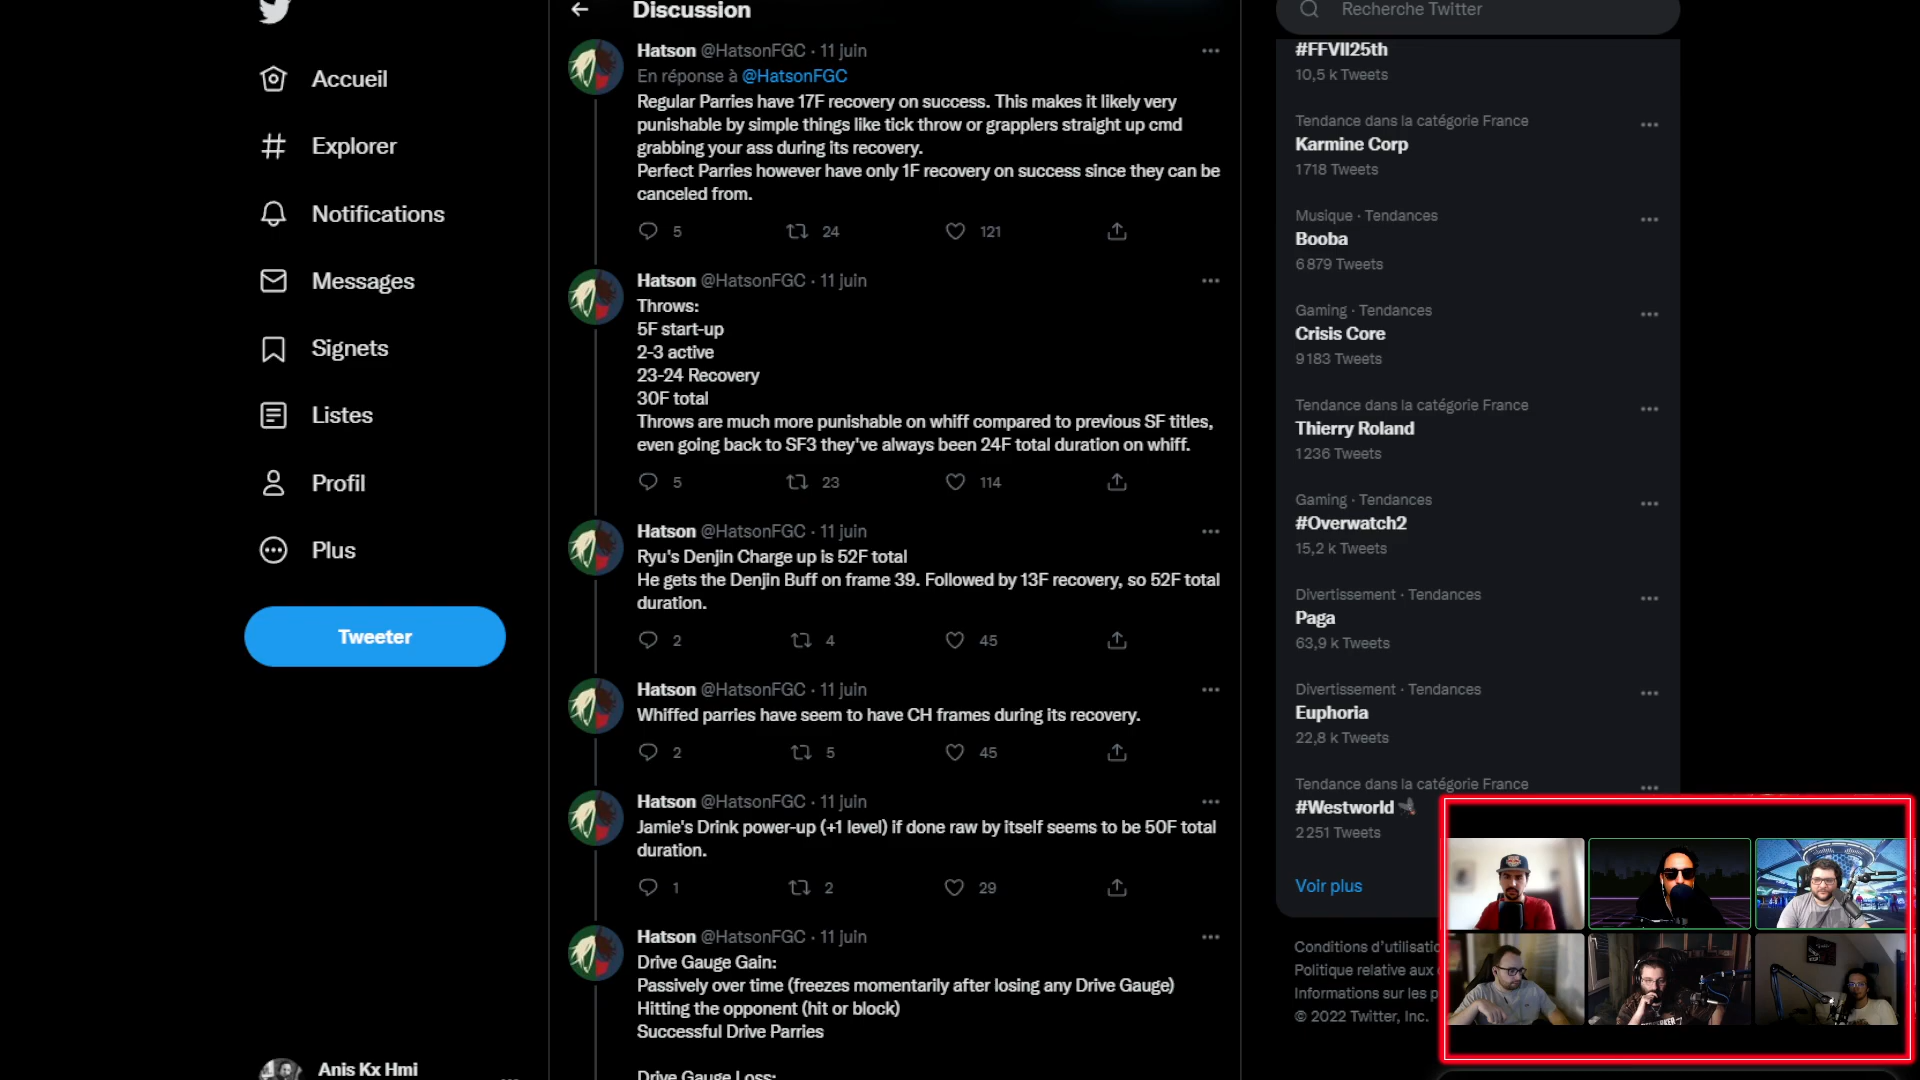 Discussion
Recherche Twitter
Accueil
Explorer
Notifications
Messages
Signets
Listes
Profil
Plus
Tweeter
Anis Kx Hmi
Hatson @HatsonFGC · 11 juin
En réponse à @HatsonFGC
Regular Parries have 17F recovery on success. This makes it likely very
punishable by simple things like tick throw or grapplers straight up cmd
grabbing your ass during its recovery.
Perfect Parries however have only 1F recovery on success since they can be
canceled from.
5 24 121
Hatson @HatsonFGC · 11 juin
Throws:
5F start-up
2-3 active
23-24 Recovery
30F total
Throws are much more punishable on whiff compared to previous SF titles,
even going back to SF3 they've always been 24F total duration on whiff.
5 23 114
Hatson @HatsonFGC · 11 juin
Ryu's Denjin Charge up is 52F total
He gets the Denjin Buff on frame 39. Followed by 13F recovery, so 52F total
duration.
2 4 45
Hatson @HatsonFGC · 11 juin
Whiffed parries have seem to have CH frames during its recovery.
2 5 45
Hatson @HatsonFGC · 11 juin
Jamie's Drink power-up (+1 level) if done raw by itself seems to be 50F total
duration.
1 2 29
Hatson @HatsonFGC · 11 juin
Drive Gauge Gain:
Passively over time (freezes momentarily after losing any Drive Gauge)
Hitting the opponent (hit or block)
Successful Drive Parries
Drive Gauge Loss:
#FFVII25th
10,5 k Tweets
Tendance dans la catégorie France
Karmine Corp
1 718 Tweets
Musique · Tendances
Booba
6 879 Tweets
Gaming · Tendances
Crisis Core
9 183 Tweets
Tendance dans la catégorie France
Thierry Roland
1 236 Tweets
Gaming · Tendances
#Overwatch2
15,2 k Tweets
Divertissement · Tendances
Paga
63,9 k Tweets
Divertissement · Tendances
Euphoria
22,8 k Tweets
Tendance dans la catégorie France
#Westworld
2 251 Tweets
Voir plus
Conditions d'utilisatio
Politique relative aux
Informations sur les p
© 2022 Twitter, Inc.